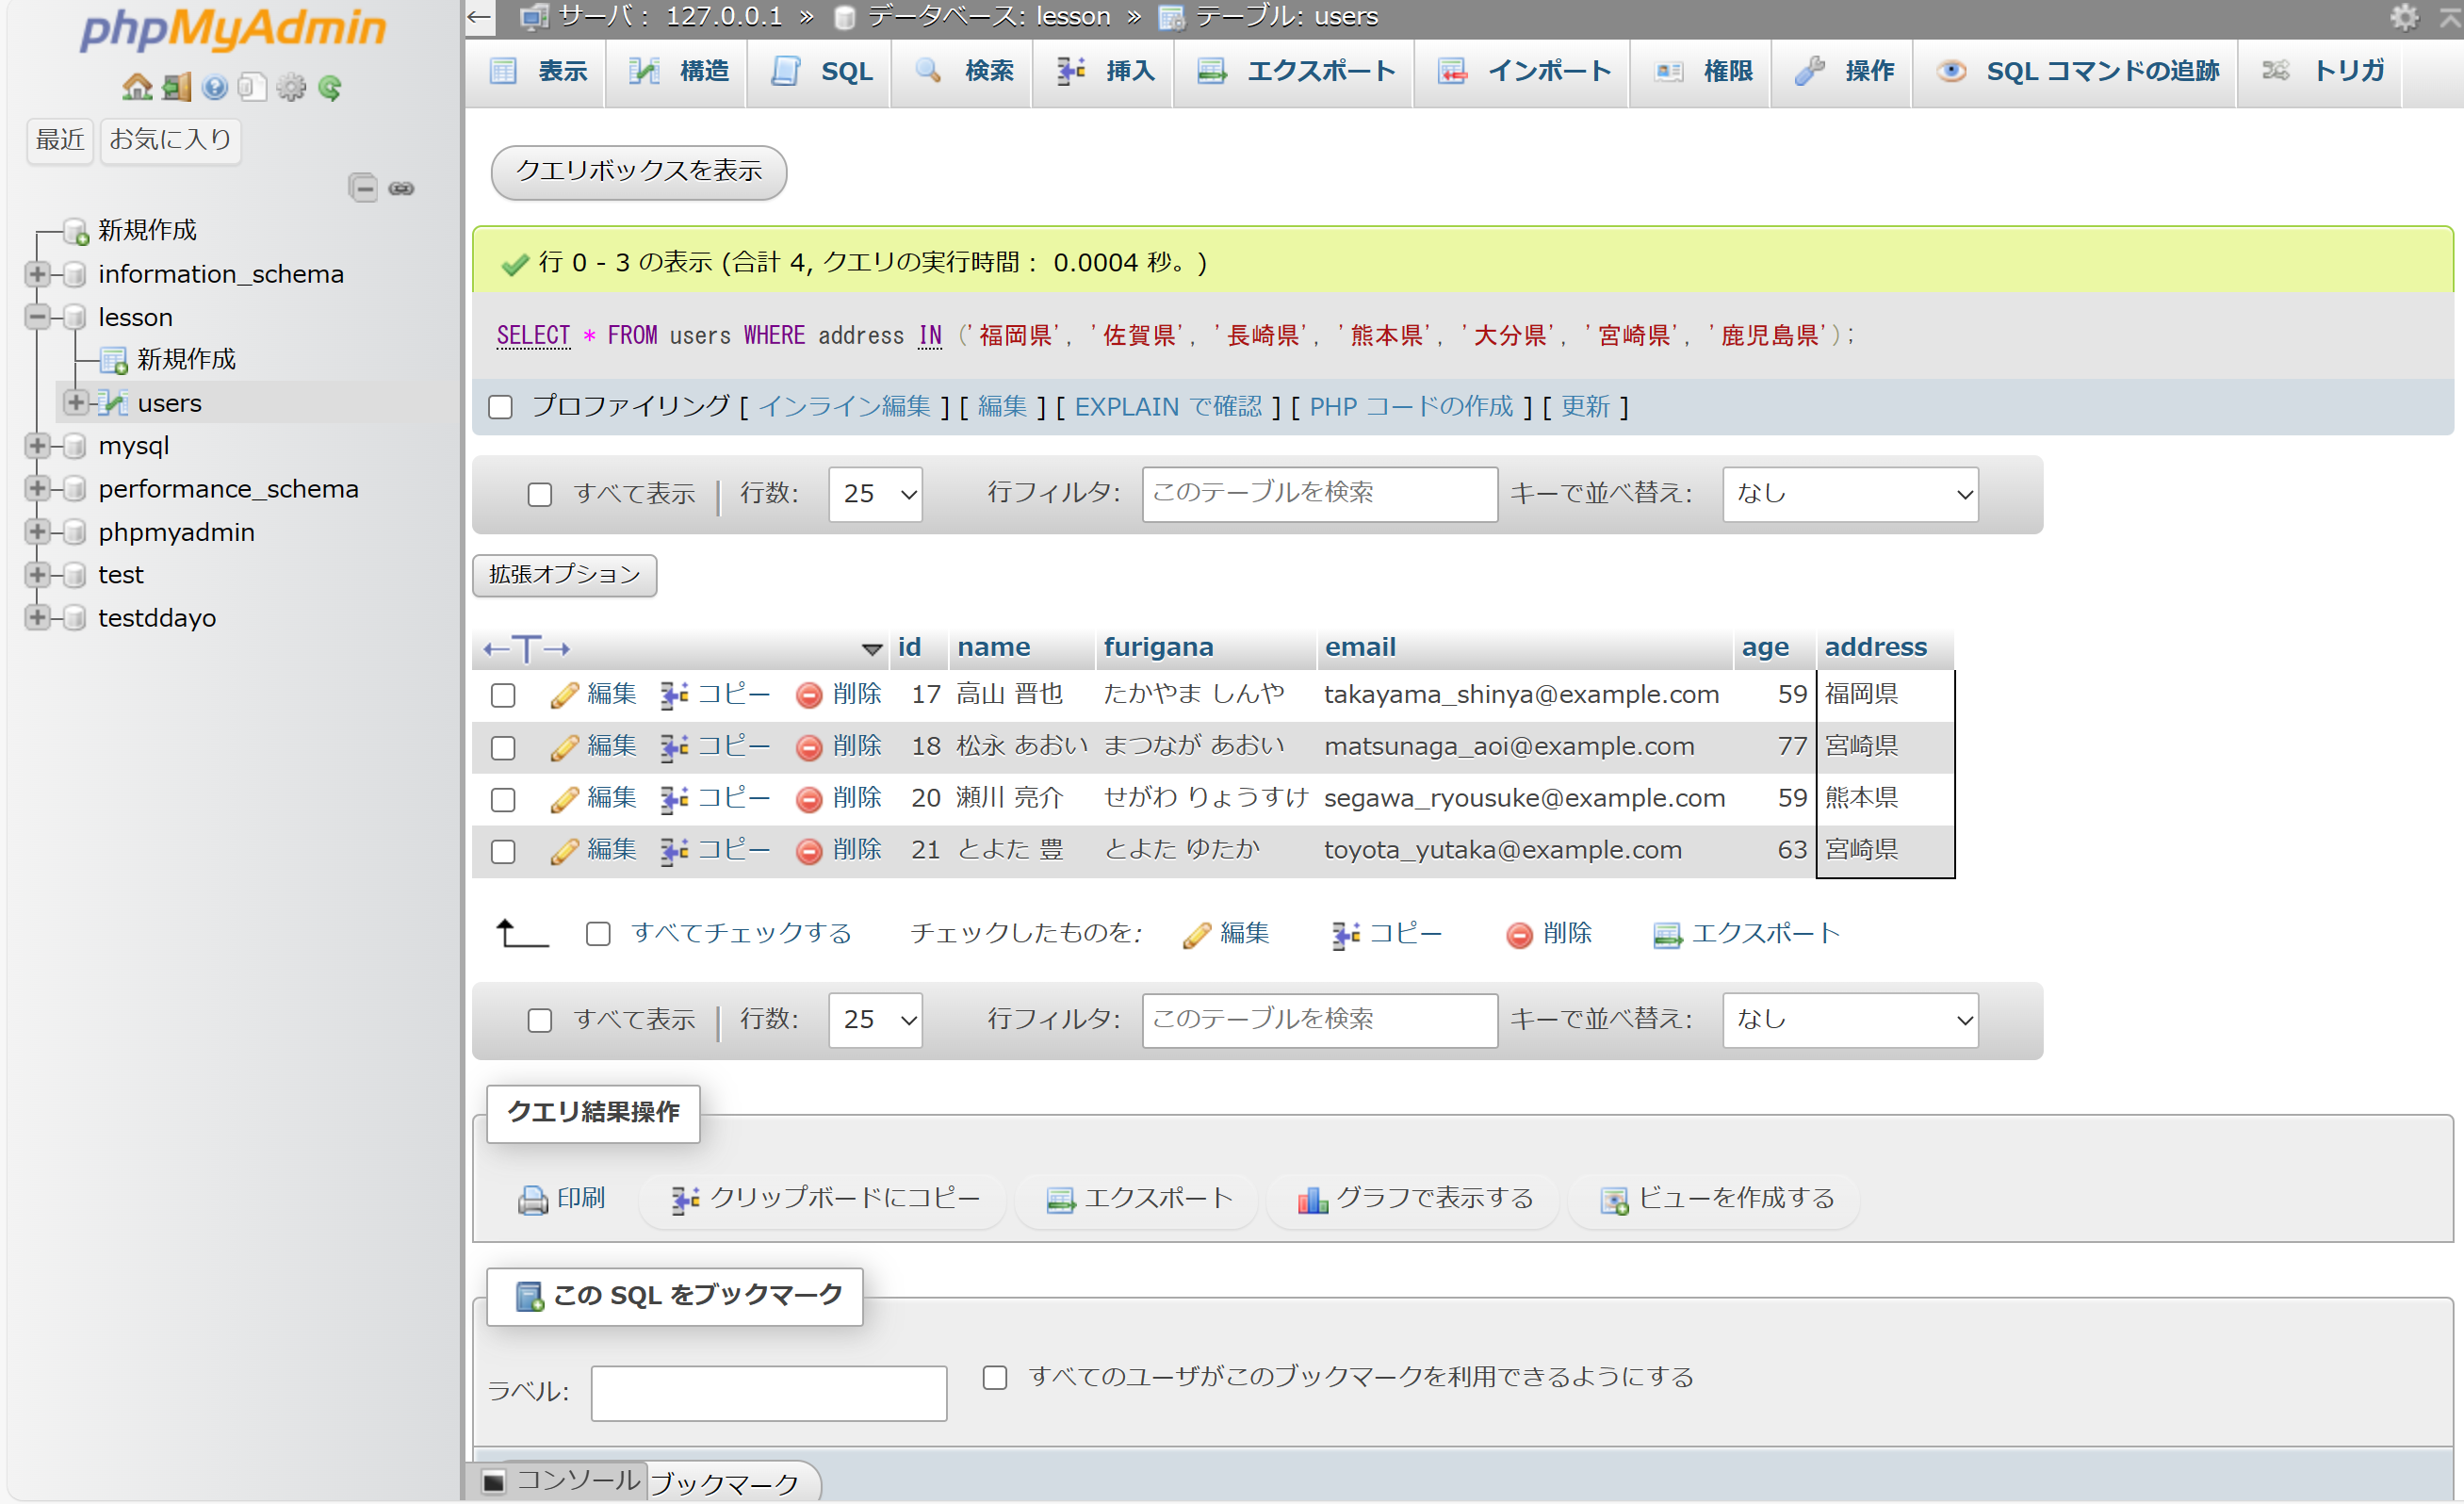 phpMyAdmin
最近 お気に入り
新規作成
information_schema
lesson
新規作成
users
mysql
performance_schema
phpmyadmin
test
testddayo
サーバ： 127.0.0.1 » データベース: lesson » テーブル: users
表示 構造 SQL 検索 挿入 エクスポート インポート 権限 操作 SQL コマンドの追跡 トリガ
クエリボックスを表示
行 0 - 3 の表示 (合計 4, クエリの実行時間： 0.0004 秒。)
SELECT * FROM users WHERE address IN ('福岡県', '佐賀県', '長崎県', '熊本県', '大分県', '宮崎県', '鹿児島県');
プロファイリング [ インライン編集 ] [ 編集 ] [ EXPLAIN で確認 ] [ PHP コードの作成 ] [ 更新 ]
すべて表示 行数: 25 行フィルタ: このテーブルを検索 キーで並べ替え: なし
拡張オプション
←T→ id name furigana email age address
編集 コピー 削除 17 高山 晋也 たかやま しんや takayama_shinya@example.com 59 福岡県
編集 コピー 削除 18 松永 あおい まつなが あおい matsunaga_aoi@example.com 77 宮崎県
編集 コピー 削除 20 瀬川 亮介 せがわ りょうすけ segawa_ryousuke@example.com 59 熊本県
編集 コピー 削除 21 とよた 豊 とよた ゆたか toyota_yutaka@example.com 63 宮崎県
すべてチェックする チェックしたものを: 編集 コピー 削除 エクスポート
すべて表示 行数: 25 行フィルタ: このテーブルを検索 キーで並べ替え: なし
クエリ結果操作
印刷 クリップボードにコピー エクスポート グラフで表示する ビューを作成する
この SQL をブックマーク
ラベル: すべてのユーザがこのブックマークを利用できるようにする
コンソール ブックマーク